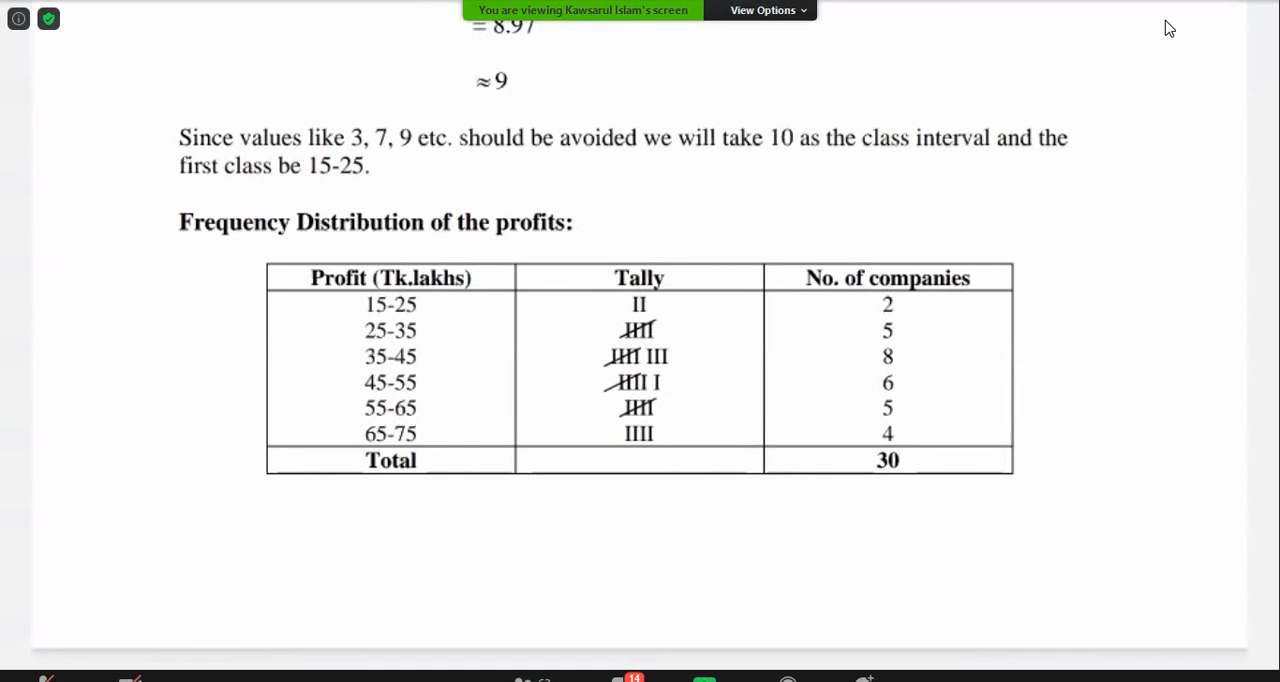 You are viewing Kawsarul Islam's screen View Options
= 8.97
≈ 9
Since values like 3, 7, 9 etc. should be avoided we will take 10 as the class interval and the
first class be 15-25.
Frequency Distribution of the profits:
Profit (Tk.lakhs) Tally No. of companies
15-25 II 2
25-35 IIII 5
35-45 IIII III 8
45-55 IIII I 6
55-65 IIII 5
65-75 IIII 4
Total 30
14